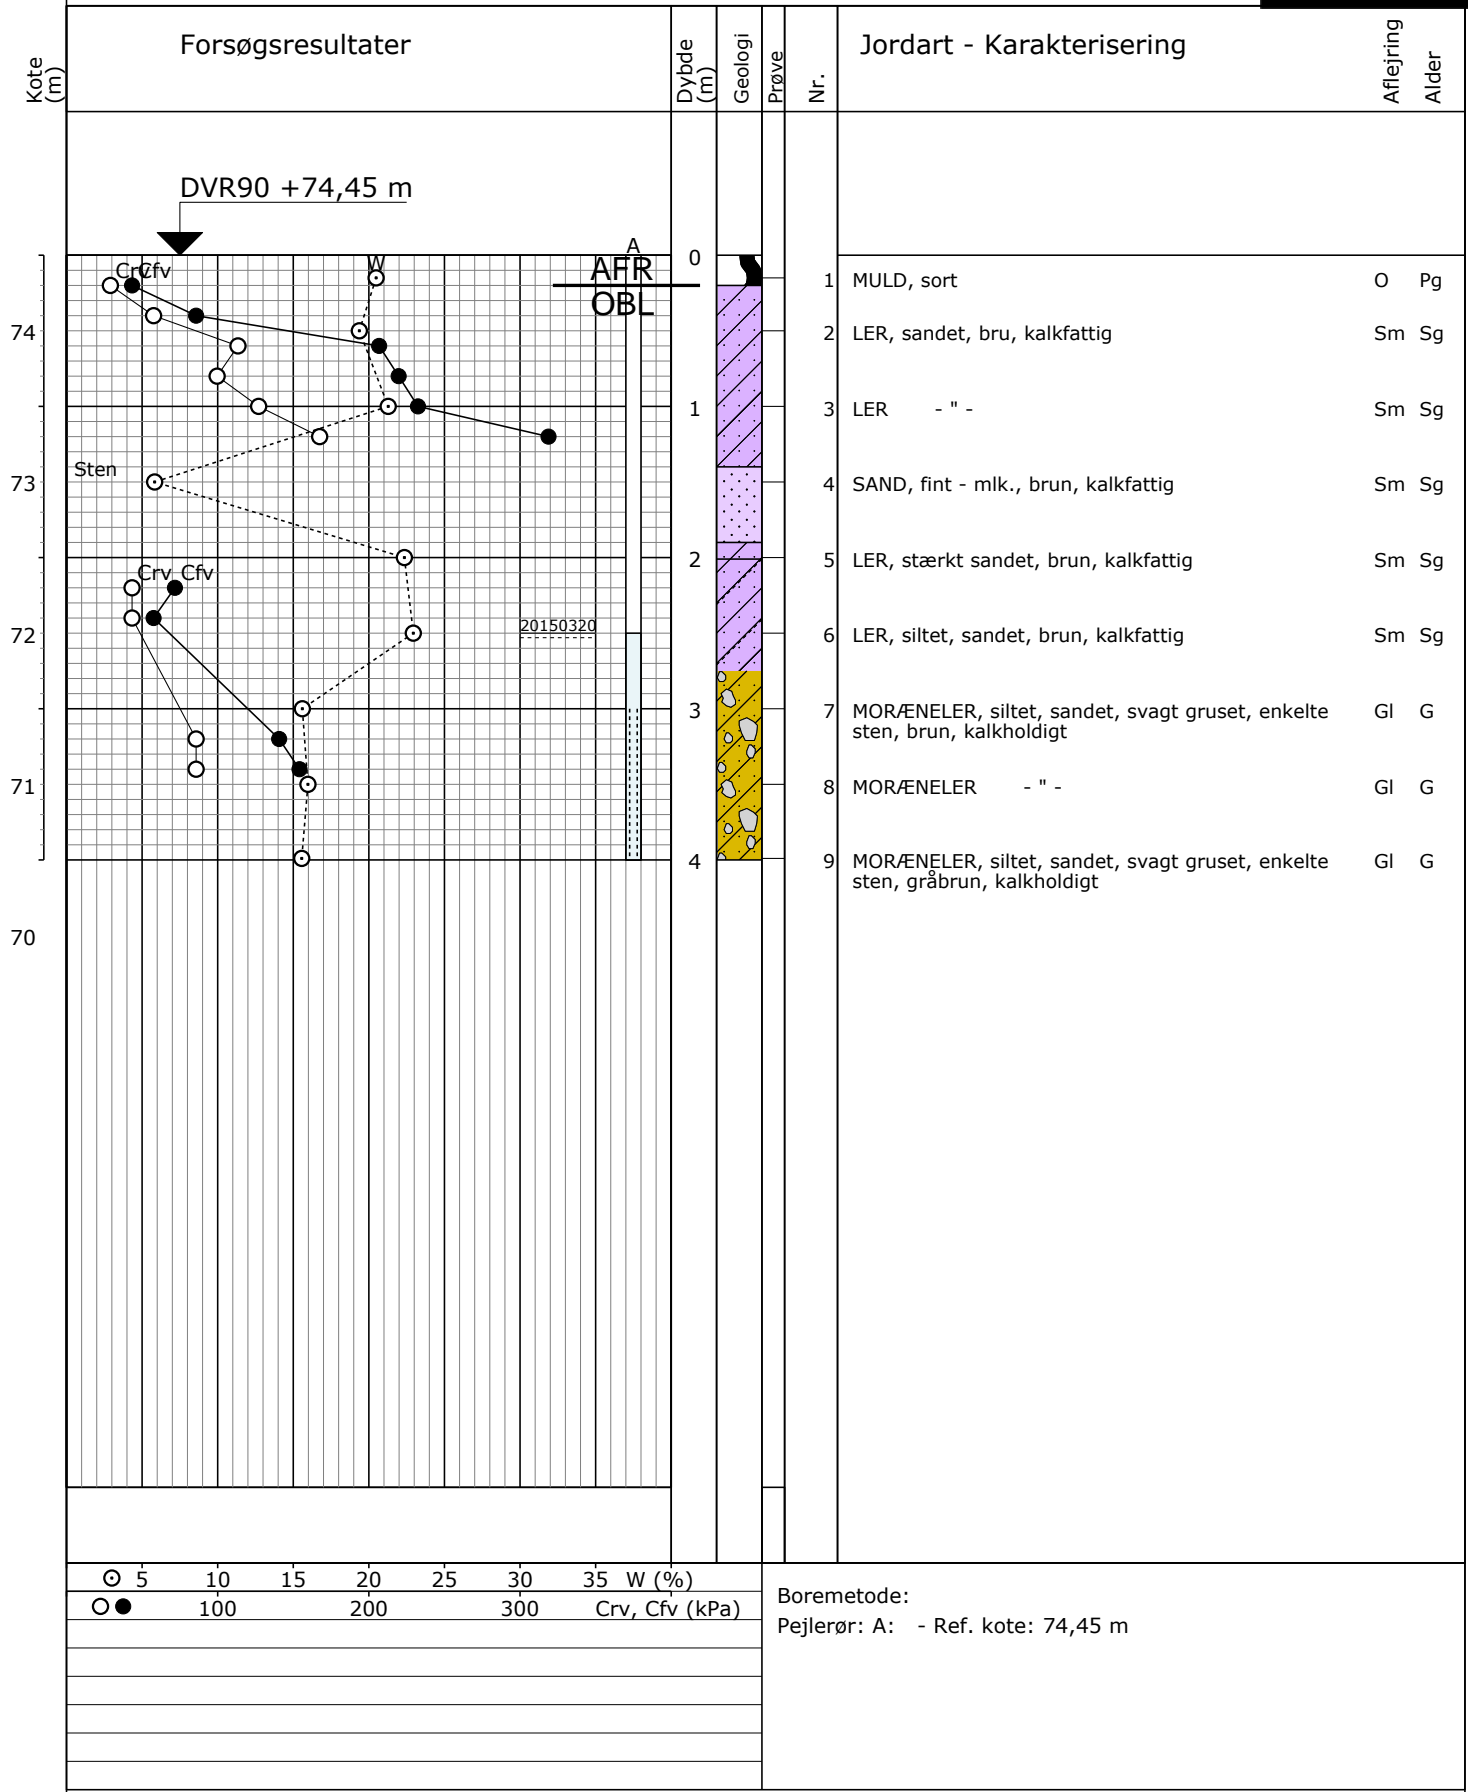 Kote (m)
Forsøgsresultater
Dybde (m)
Geologi
Prøve
Nr.
Jordart - Karakterisering
Aflejring
Alder
DVR90 +74,45 m
A
0
Crv Cfv
W
AFR
OBL
1 MULD, sort O Pg
74
2 LER, sandet, bru, kalkfattig Sm Sg
1
3 LER - " - Sm Sg
Sten
73
4 SAND, fint - mlk., brun, kalkfattig Sm Sg
2
5 LER, stærkt sandet, brun, kalkfattig Sm Sg
Crv Cfv
20150320
72
6 LER, siltet, sandet, brun, kalkfattig Sm Sg
3
7 MORÆNELER, siltet, sandet, svagt gruset, enkelte Gl G
sten, brun, kalkholdigt
71
8 MORÆNELER - " - Gl G
4
9 MORÆNELER, siltet, sandet, svagt gruset, enkelte Gl G
sten, gråbrun, kalkholdigt
70
5 10 15 20 25 30 35 W (%)
100 200 300 Crv, Cfv (kPa)
Boremetode:
Pejlerør: A: - Ref. kote: 74,45 m